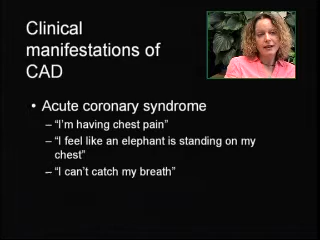 Clinical
manifestations of
CAD
• Acute coronary syndrome
– “I’m having chest pain”
– “I feel like an elephant is standing on my
chest”
– “I can’t catch my breath”